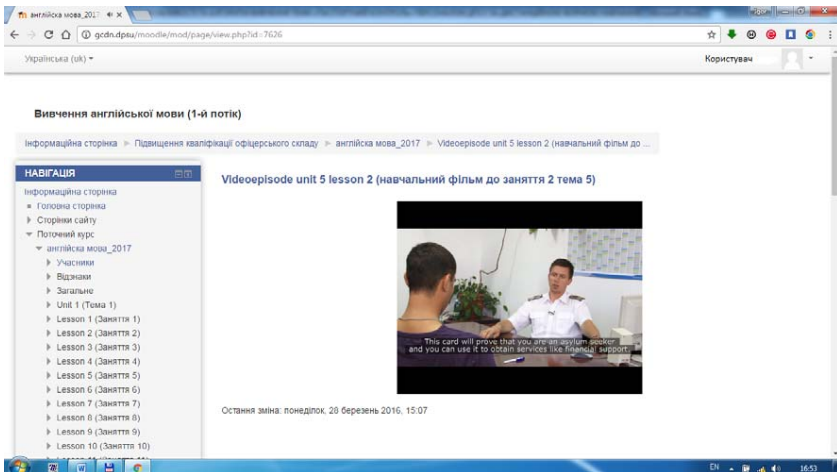 англійска мова_2017
gcdn.dpsu/moodle/mod/page/view.php?id=7626
Українська (uk)
Користувач
Вивчення англійської мови (1-й потік)
Інформаційна сторінка ► Підвищення кваліфікації офіцерського складу ► англійска мова_2017 ► Videoepisode unit 5 lesson 2 (навчальний фільм до ...
НАВІГАЦІЯ
Інформаційна сторінка
Головна сторінка
Сторінки сайту
Поточний курс
англійска мова_2017
Учасники
Відзнаки
Загальне
Unit 1 (Тема 1)
Lesson 1 (Заняття 1)
Lesson 2 (Заняття 2)
Lesson 3 (Заняття 3)
Lesson 4 (Заняття 4)
Lesson 5 (Заняття 5)
Lesson 6 (Заняття 6)
Lesson 7 (Заняття 7)
Lesson 8 (Заняття 8)
Lesson 9 (Заняття 9)
Lesson 10 (Заняття 10)
Videoepisode unit 5 lesson 2 (навчальний фільм до заняття 2 тема 5)
This card will prove that you are an asylum seeker
and you can use it to obtain services like financial support.
Остання зміна: понеділок, 28 березень 2016, 15:07
EN
16:53